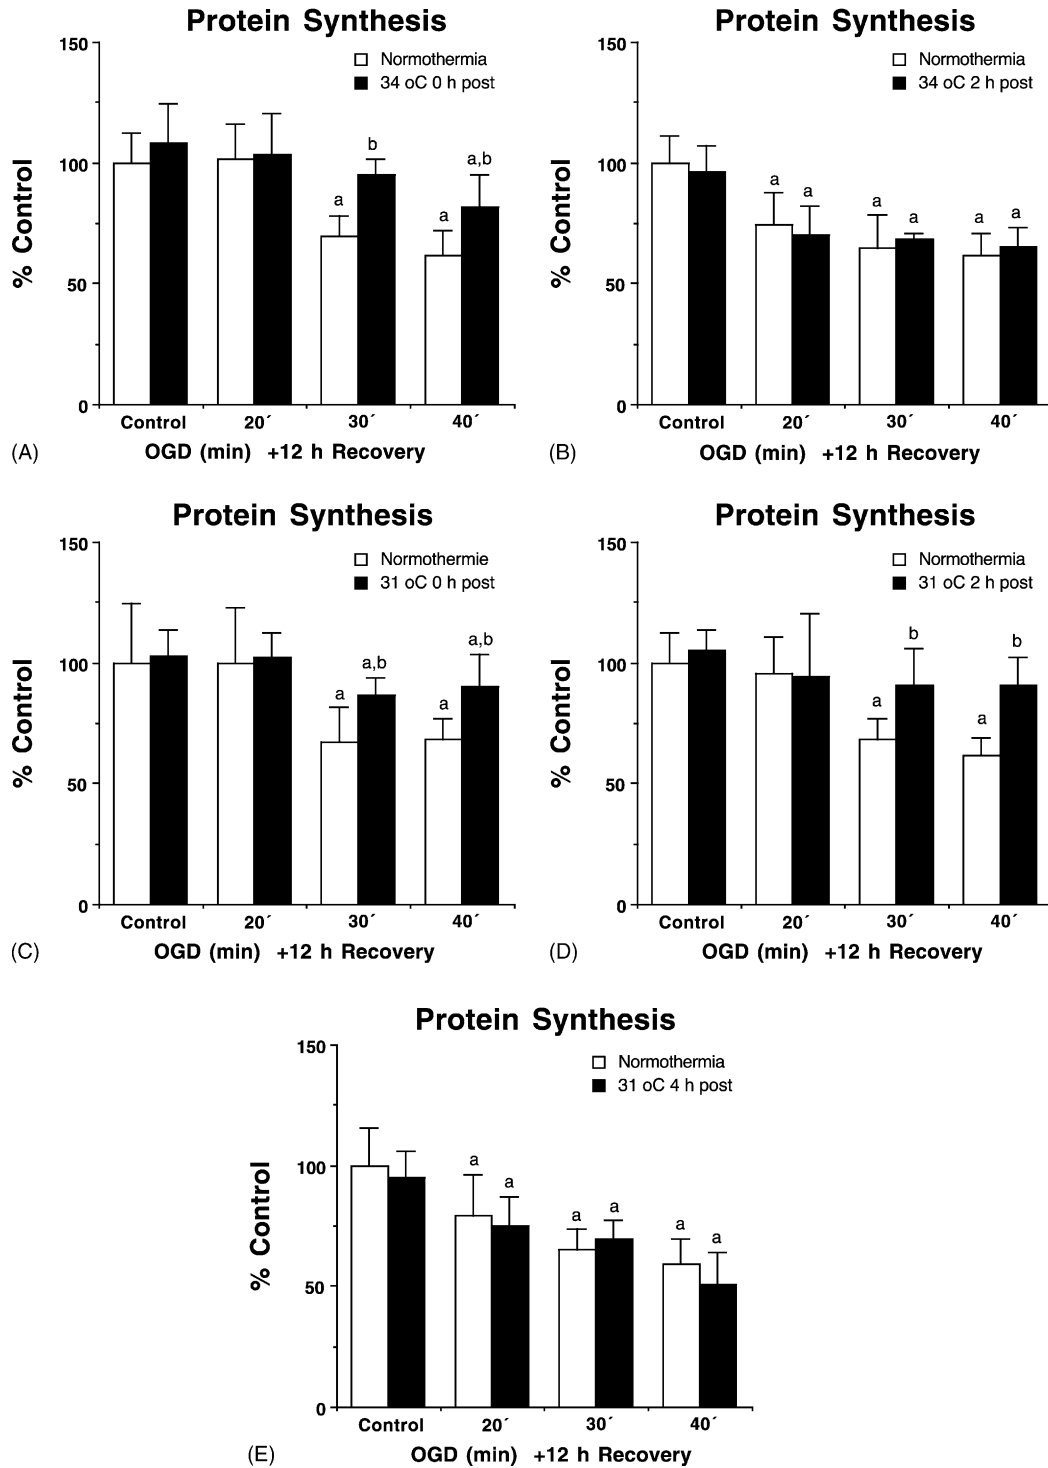 Protein Synthesis
150
100
50
0
% Control
Normothermia
34 oC 0 h post
a
b
a
a,b
Control 20´ 30´ 40´
(A) OGD (min) +12 h Recovery
Protein Synthesis
150
100
50
0
% Control
Normothermia
34 oC 2 h post
a a a a a a
Control 20´ 30´ 40´
(B) OGD (min) +12 h Recovery
Protein Synthesis
150
100
50
0
% Control
Normothermie
31 oC 0 h post
a
a,b
a
a,b
Control 20´ 30´ 40´
(C) OGD (min) +12 h Recovery
Protein Synthesis
150
100
50
0
% Control
Normothermia
31 oC 2 h post
a
b
a
b
Control 20´ 30´ 40´
(D) OGD (min) +12 h Recovery
Protein Synthesis
150
100
50
0
% Control
Normothermia
31 oC 4 h post
a a a a a a
Control 20´ 30´ 40´
(E) OGD (min) +12 h Recovery